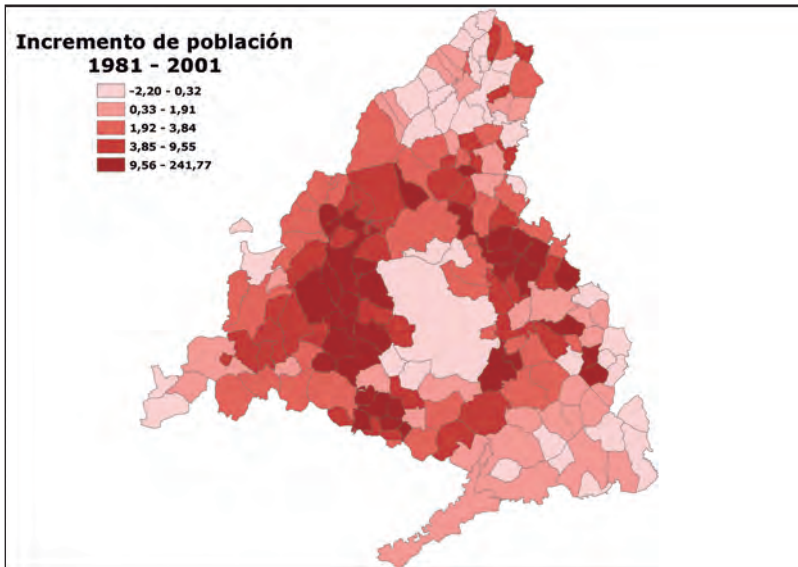 Incremento de población
1981 - 2001
-2,20 - 0,32
0,33 - 1,91
1,92 - 3,84
3,85 - 9,55
9,56 - 241,77